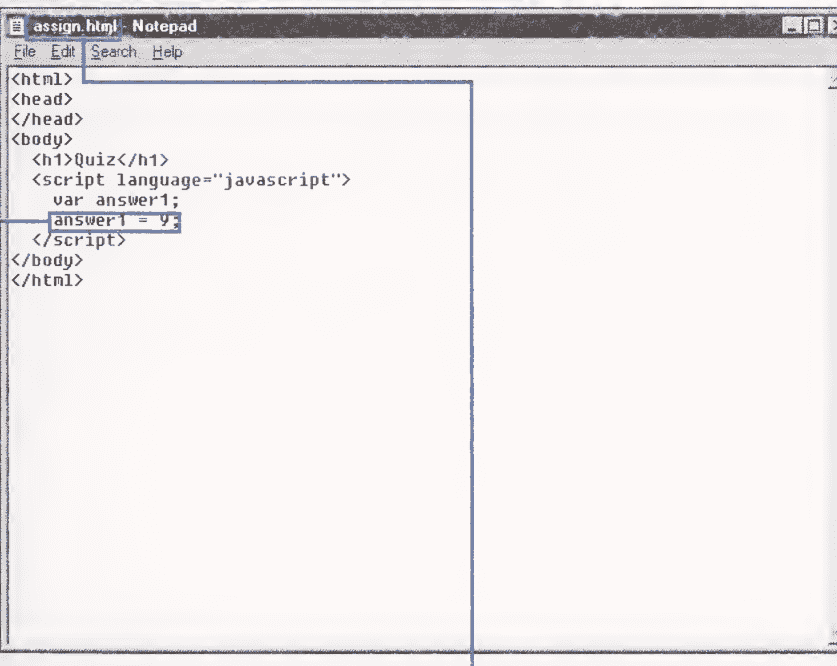 assign.html - Notepad
File Edit Search Help
<html>
<head>
</head>
<body>
  <h1>Quiz</h1>
  <script language="javascript">
    var answer1;
    answer1 = 9;
  </script>
</body>
</html>